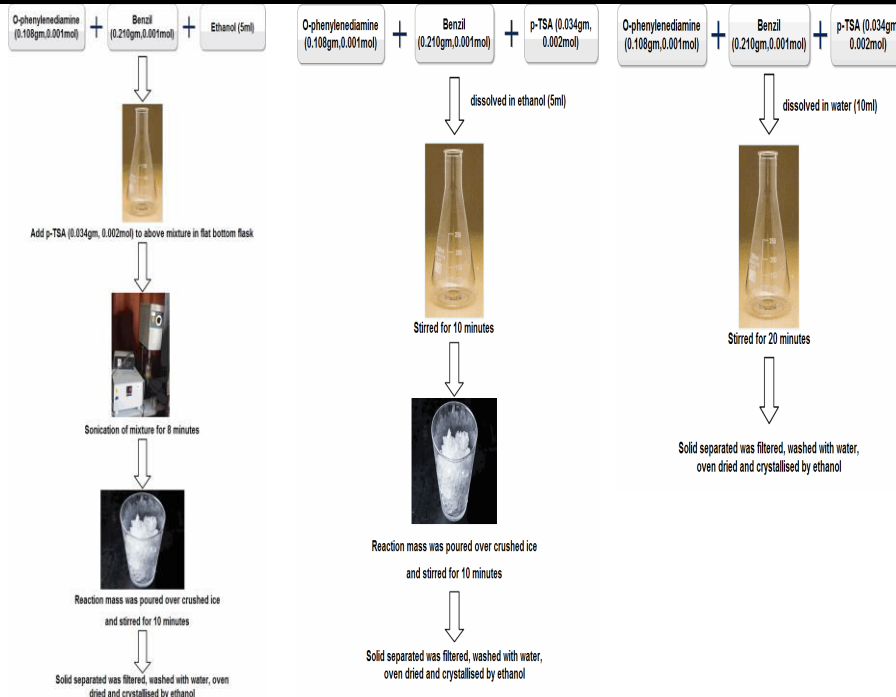 O-phenylenediamine
(0.108gm,0.001mol)
+
Benzil
(0.210gm,0.001mol)
+
Ethanol (5ml)
Add p-TSA (0.034gm, 0.002mol) to above mixture in flat bottom flask
Sonication of mixture for 8 minutes
Reaction mass was poured over crushed ice
and stirred for 10 minutes
Solid separated was filtered, washed with water, oven
dried and crystallised by ethanol
O-phenylenediamine
(0.108gm,0.001mol)
+
Benzil
(0.210gm,0.001mol)
+
p-TSA (0.034gm,
0.002mol)
dissolved in ethanol (5ml)
Stirred for 10 minutes
Reaction mass was poured over crushed ice
and stirred for 10 minutes
Solid separated was filtered, washed with water,
oven dried and crystallised by ethanol
O-phenylenediamine
(0.108gm,0.001mol)
+
Benzil
(0.210gm,0.001mol)
+
p-TSA (0.034gm
0.002mol)
dissolved in water (10ml)
Stirred for 20 minutes
Solid separated was filtered, washed with water,
oven dried and crystallised by ethanol